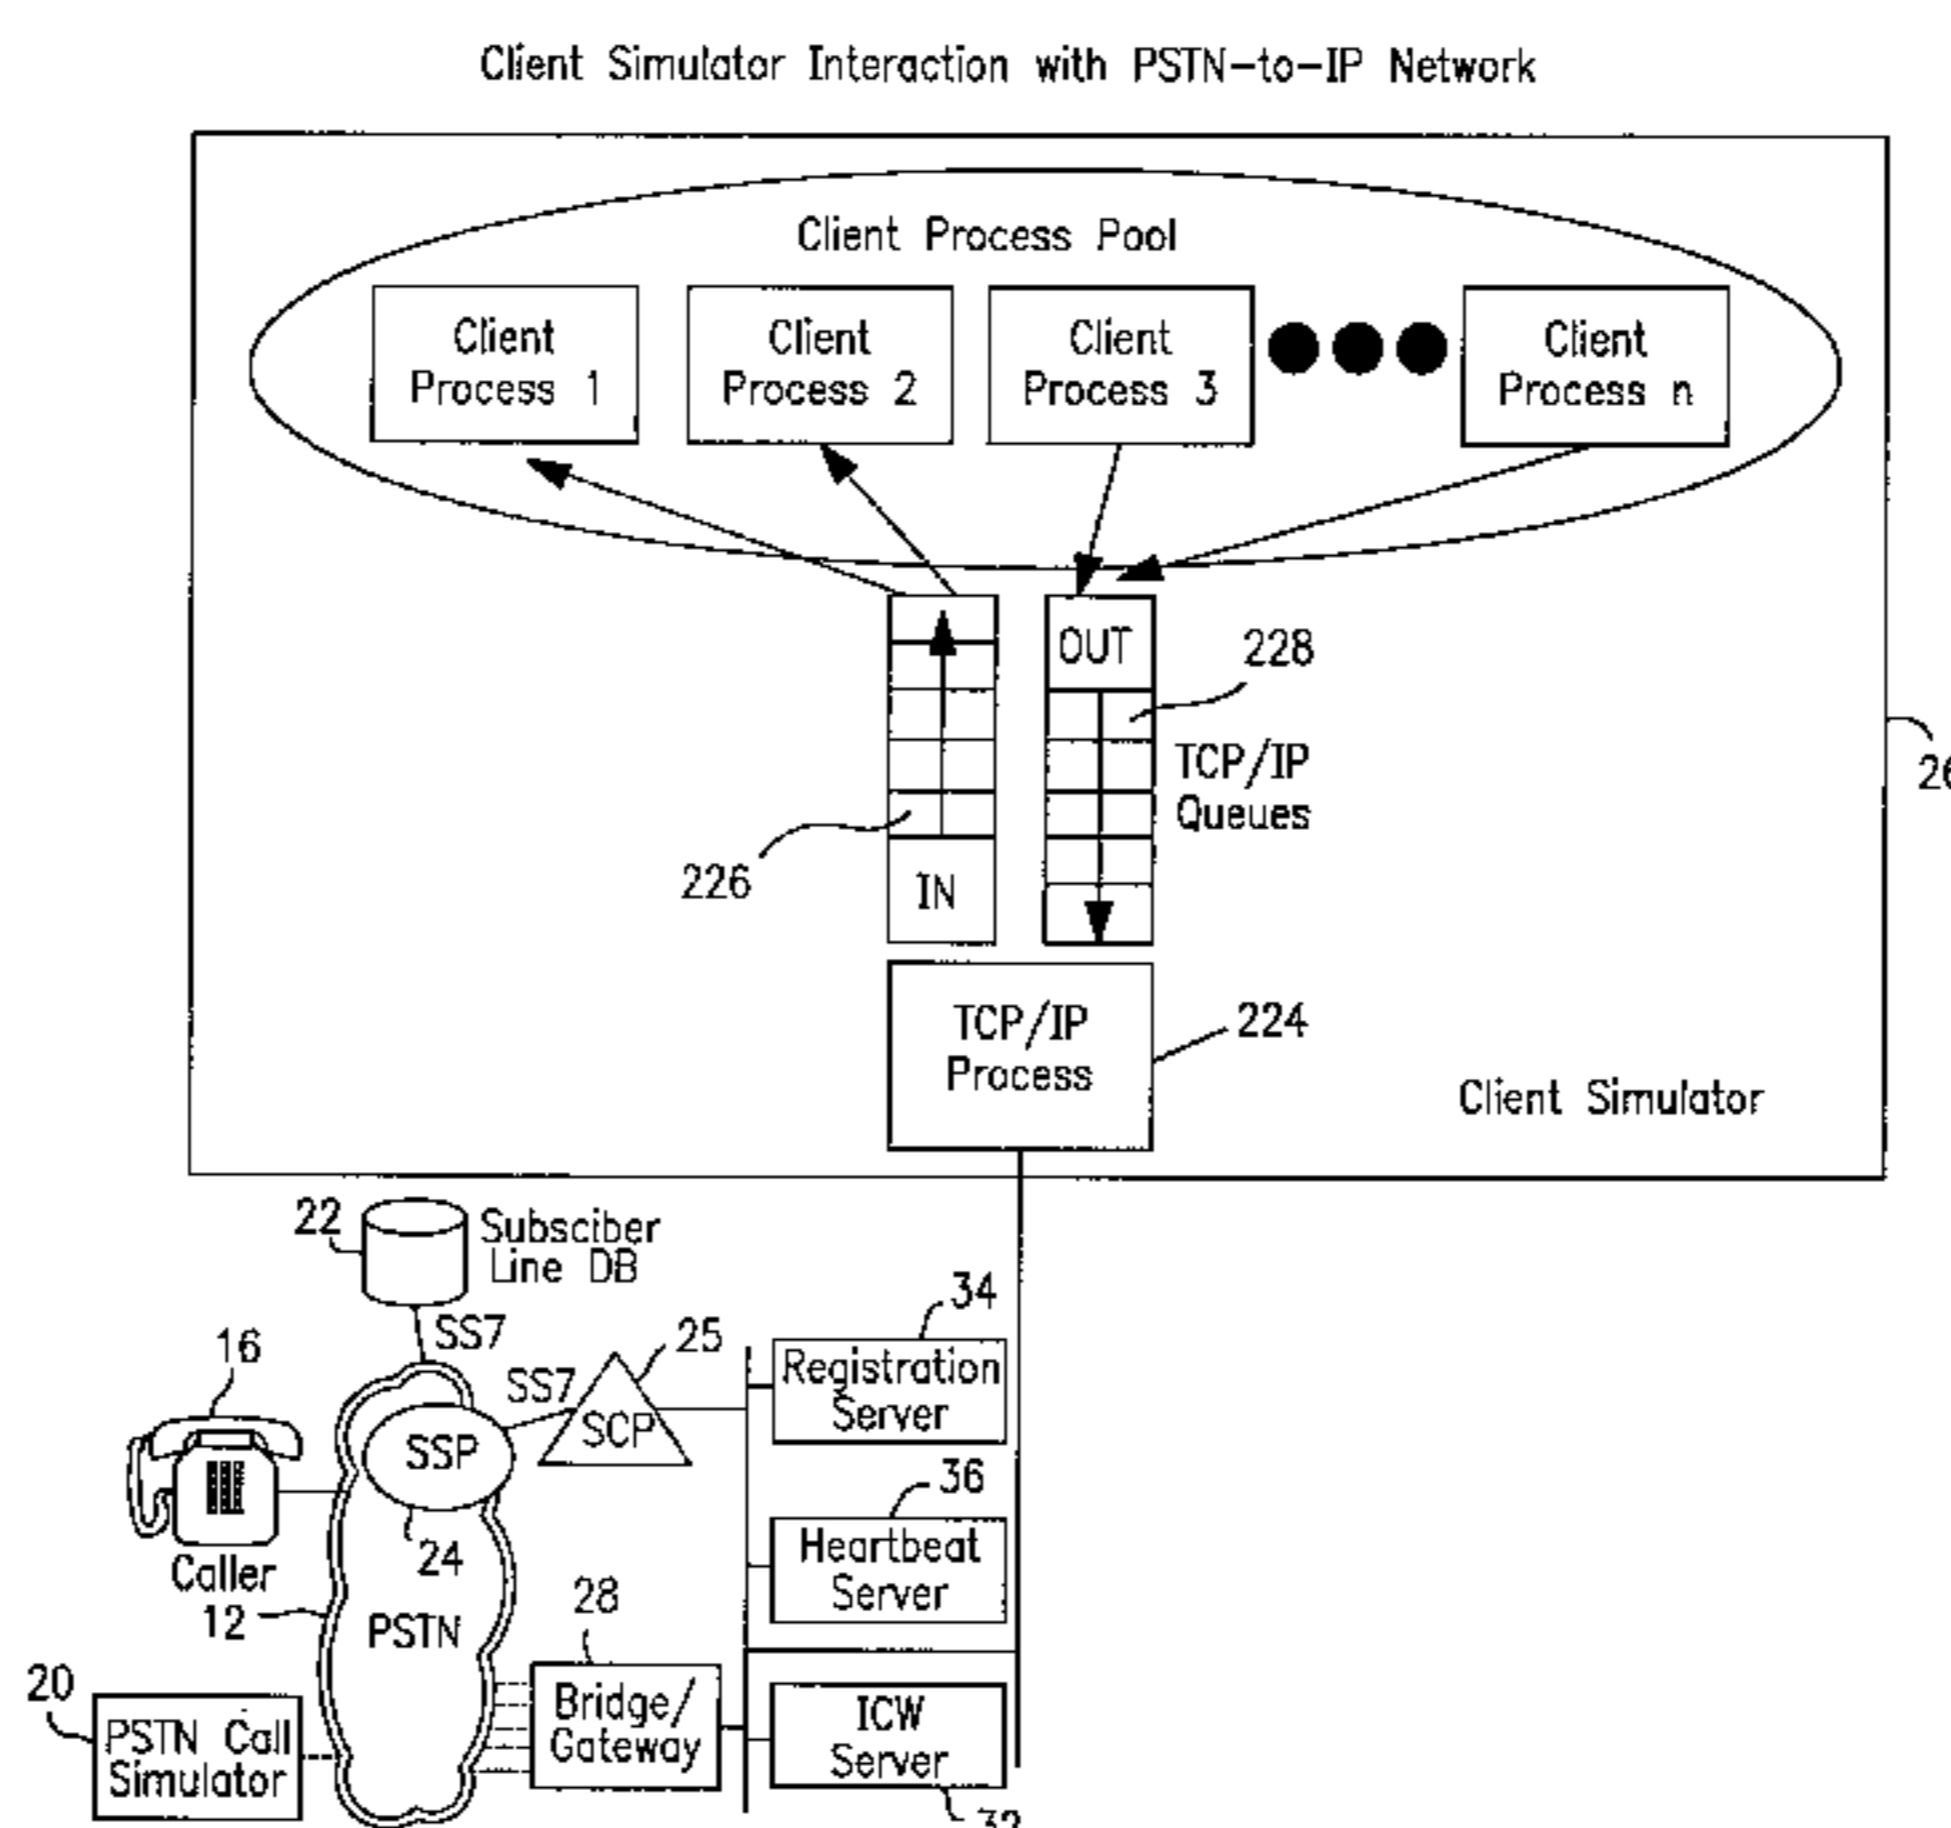 Client Simulator Interaction with PSTN-to-IP Network
Client Process Pool
Client
Process 1
Client
Process 2
Client
Process 3
Client
Process n
OUT
228
TCP/IP
Queues
26
226
IN
TCP/IP
Process
224
Client Simulator
22
Subsciber
Line DB
SS7
34
16
25
SS7
Registration
Server
SCP
SSP
36
24
Heartbeat
Server
Caller
12
28
PSTN
20
Bridge/
Gateway
ICW
Server
PSTN Call
Simulator
32